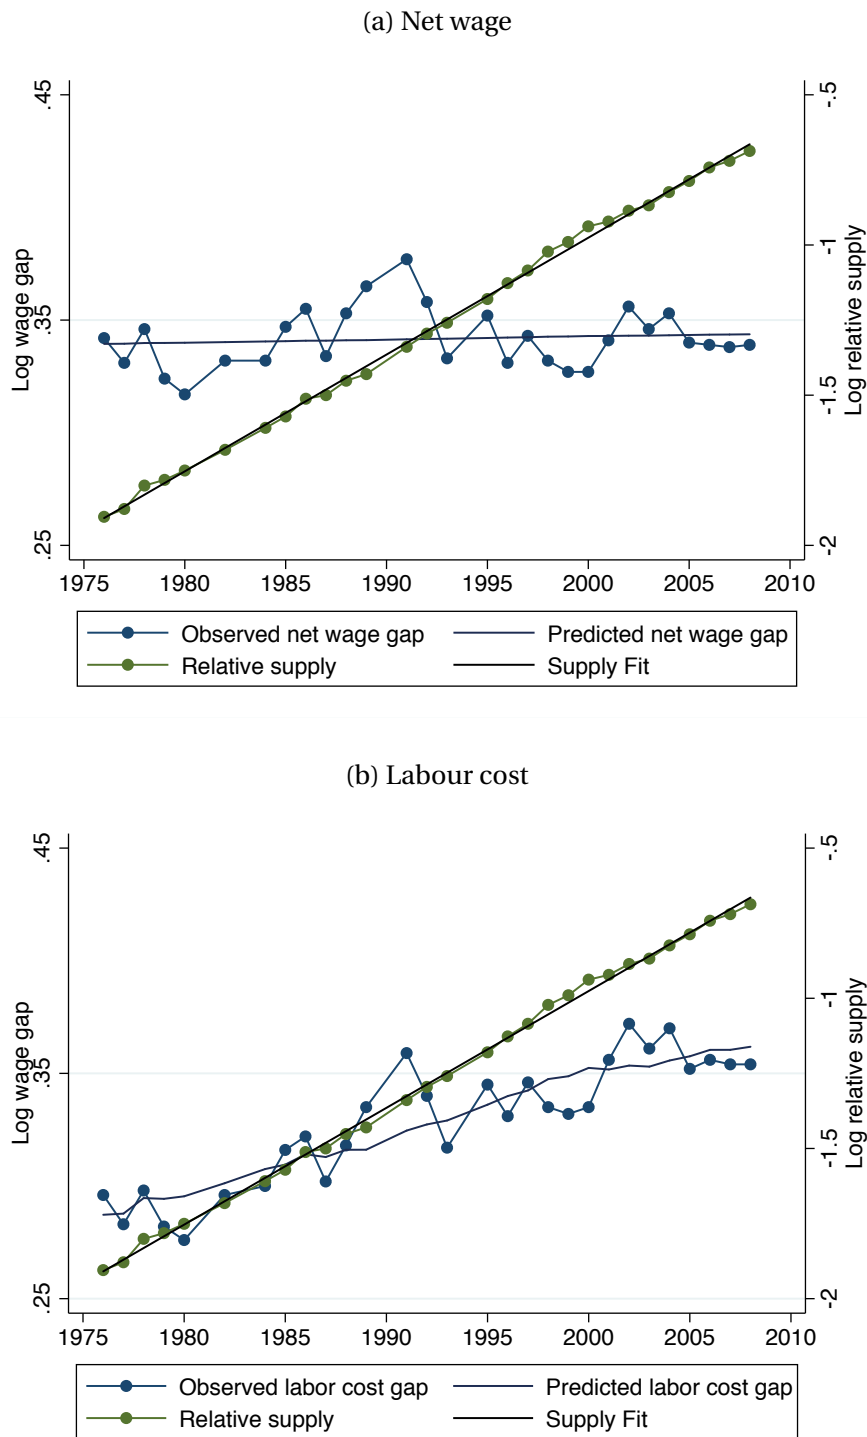 (a) Net wage
.45
.35
.25
Log wage gap
-.5
-1
-1.5
-2
Log relative supply
1975 1980 1985 1990 1995 2000 2005 2010
Observed net wage gap Predicted net wage gap
Relative supply Supply Fit
(b) Labour cost
.45
.35
.25
Log wage gap
-.5
-1
-1.5
-2
Log relative supply
1975 1980 1985 1990 1995 2000 2005 2010
Observed labor cost gap Predicted labor cost gap
Relative supply Supply Fit